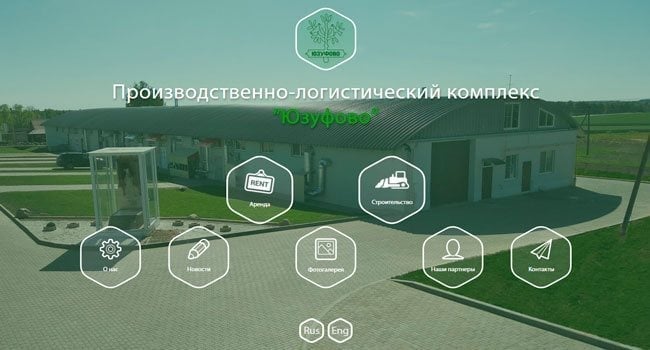 ЮЗУФОВО
Производственно-логистический комплекс
"Юзуфово"
RENT
Аренда
Строительство
О нас
Новости
Фотогалерея
Наши партнеры
Контакты
Rus
Eng